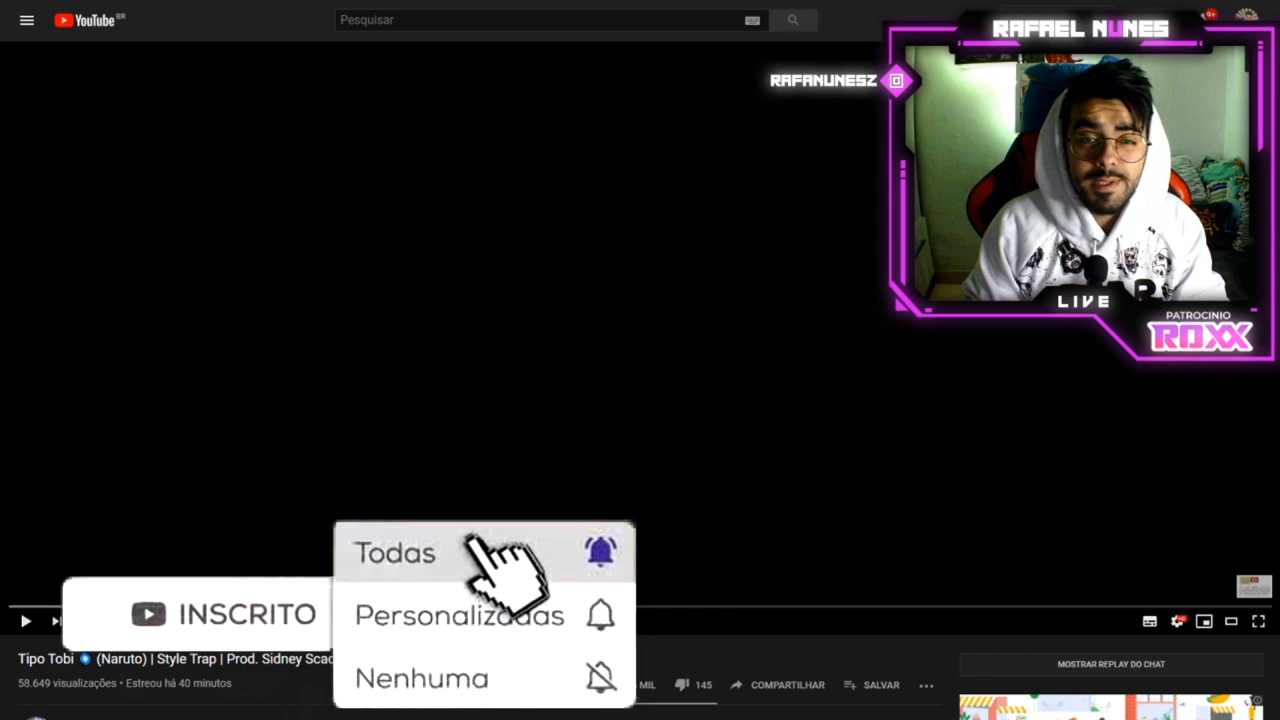 YouTube BR
Pesquisar
9+
RAFAEL NUNES
RAFANUNESZ
LIVE
PATROCINIO
ROXX
Todas
INSCRITO
Personalizadas
Nenhuma
Tipo Tobi (Naruto) | Style Trap | Prod. Sidney Scac
58.649 visualizações • Estreou há 40 minutos
MIL
145
COMPARTILHAR
SALVAR
MOSTRAR REPLAY DO CHAT